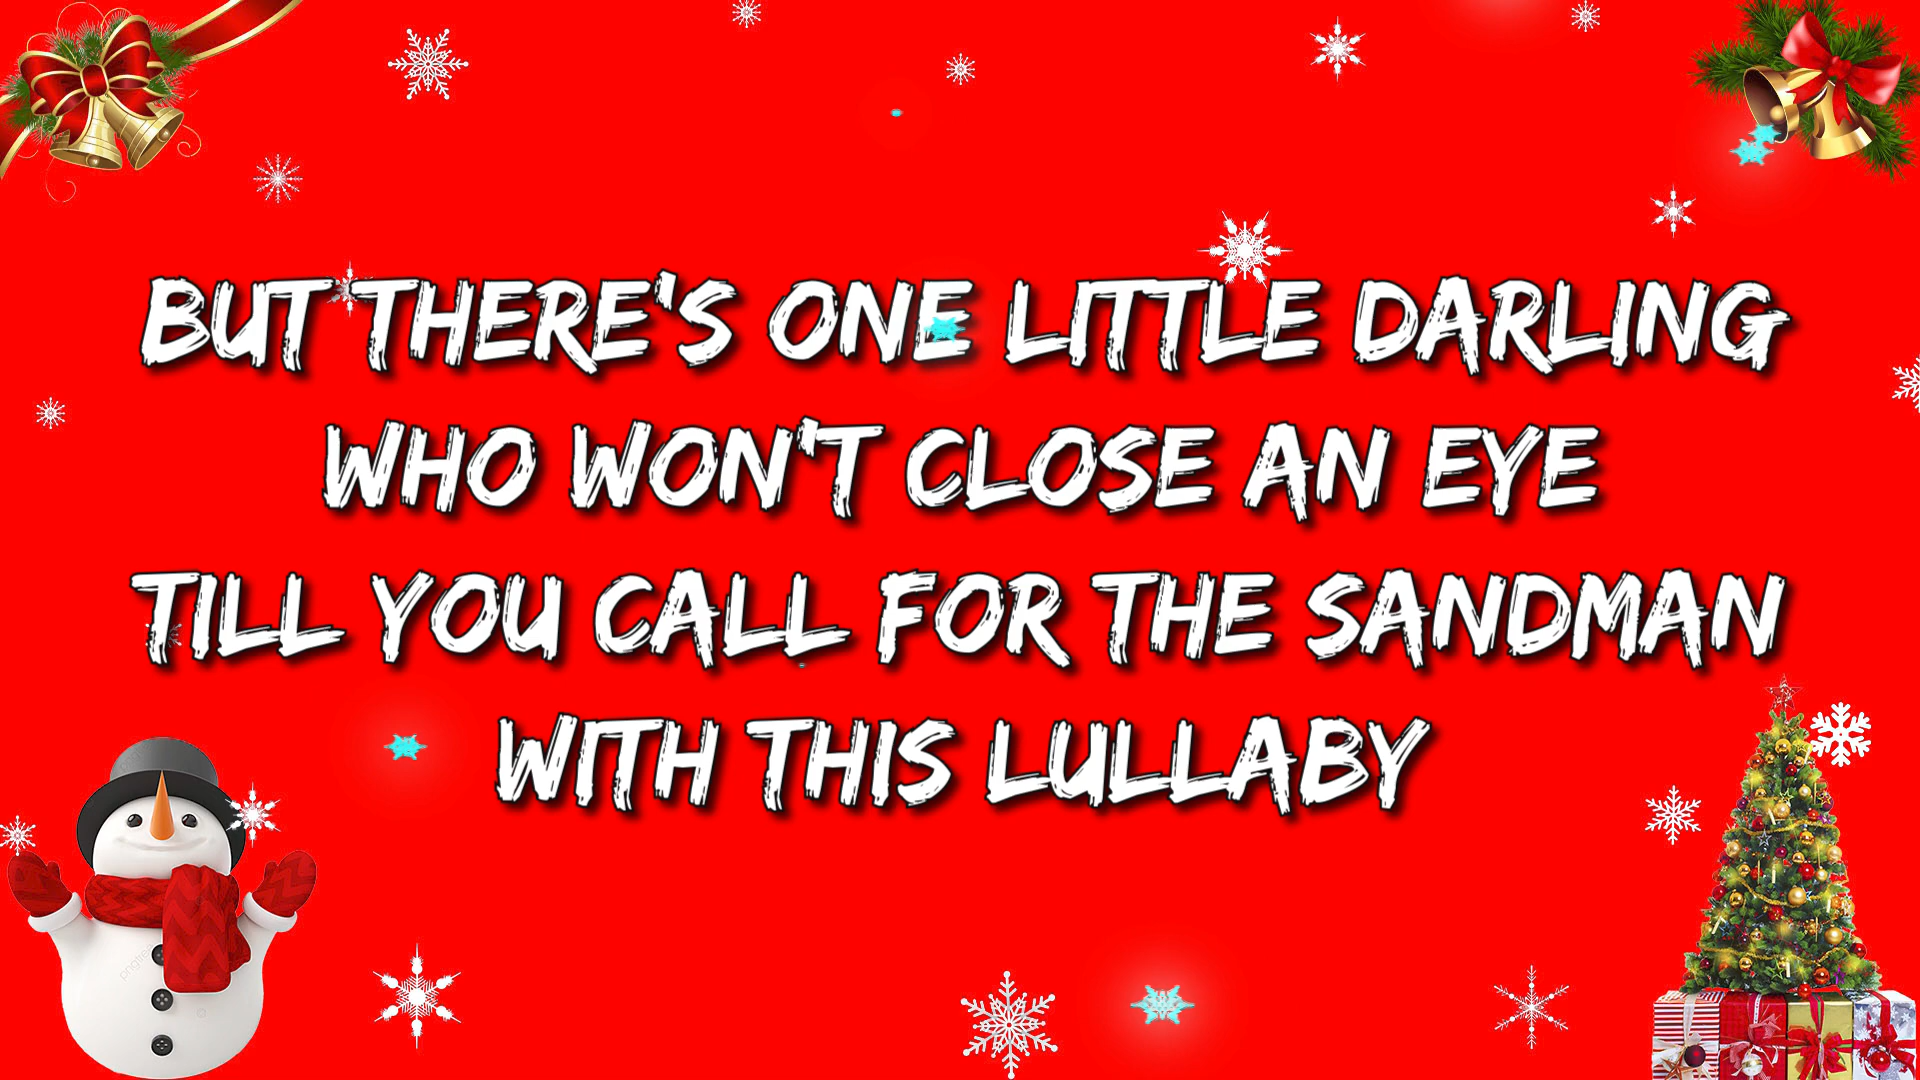 BUT THERE'S ONE LITTLE DARLING
WHO WON'T CLOSE AN EYE
TILL YOU CALL FOR THE SANDMAN
WITH THIS LULLABY